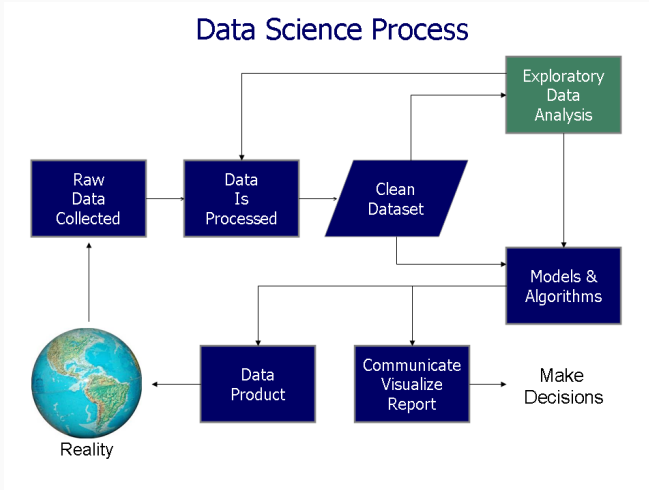 Data Science Process
Exploratory
Data
Analysis
Raw
Data
Collected
Data
Is
Processed
Clean
Dataset
Models &
Algorithms
Data
Product
Communicate
Visualize
Report
Make
Decisions
Reality